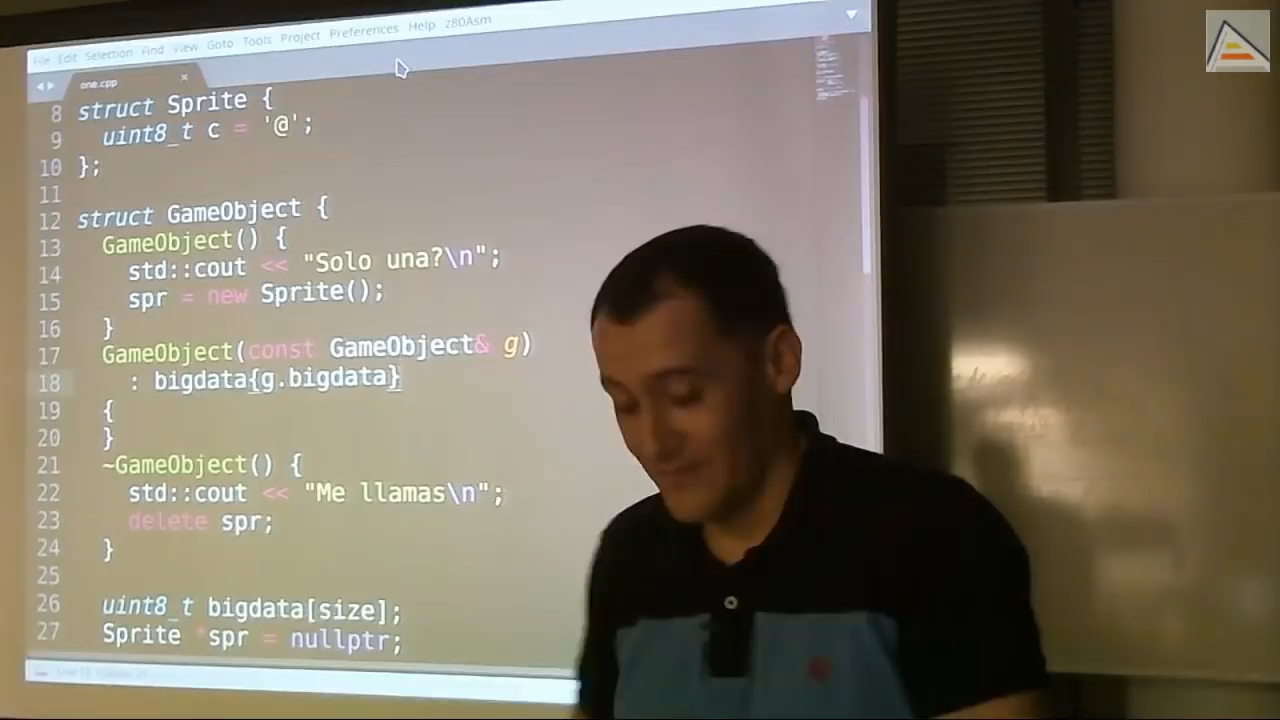 File Edit Selection Find View Goto Tools Project Preferences Help z80Asm
one.cpp
8 struct Sprite {
9 uint8_t c = '@';
10 };
11
12 struct GameObject {
13 GameObject() {
14 std::cout << "Solo una?\n";
15 spr = new Sprite();
16 }
17 GameObject(const GameObject& g)
18 : bigdata{g.bigdata}
19 {
20 }
21 ~GameObject() {
22 std::cout << "Me llamas\n";
23 delete spr;
24 }
25
26 uint8_t bigdata[size];
27 Sprite *spr = nullptr;